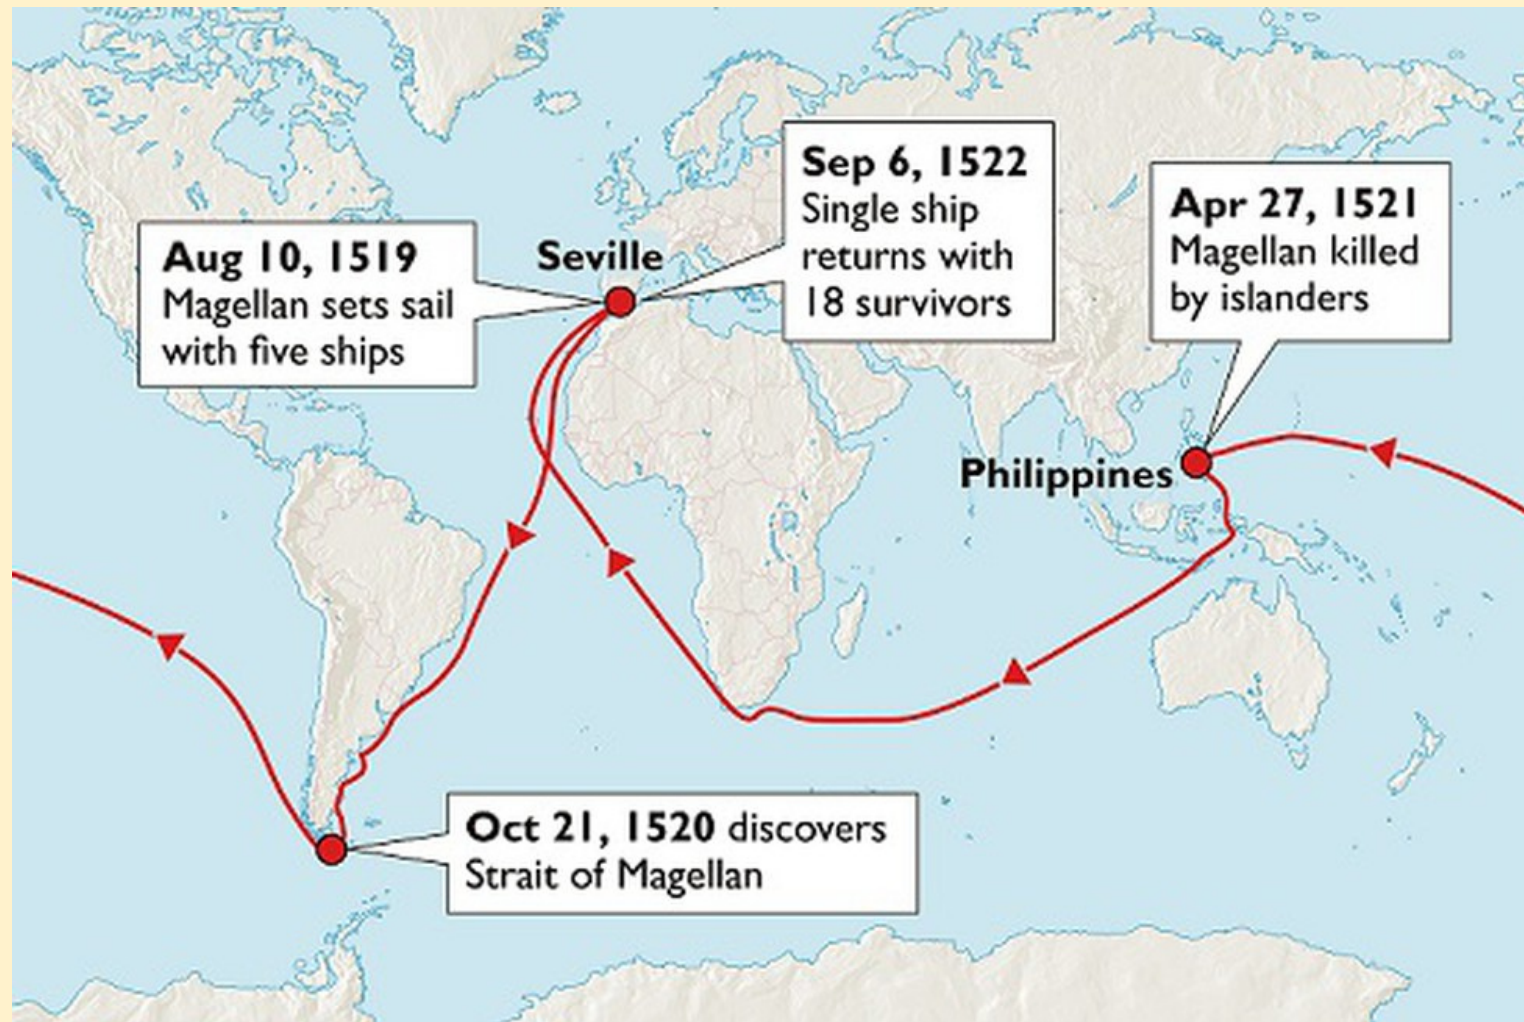 Aug 10, 1519
Magellan sets sail
with five ships
Seville
Sep 6, 1522
Single ship
returns with
18 survivors
Apr 27, 1521
Magellan killed
by islanders
Philippines
Oct 21, 1520 discovers
Strait of Magellan